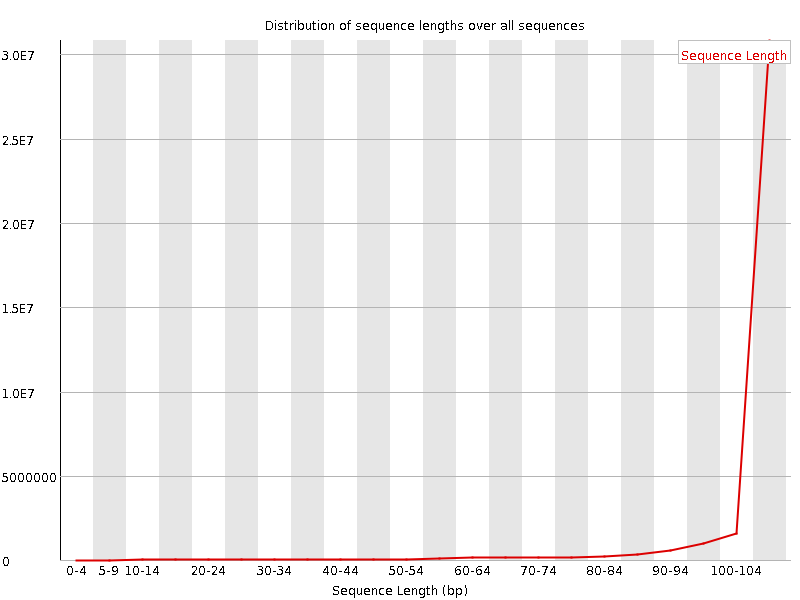 Distribution of sequence lengths over all sequences
Sequence Length
3.0E7
2.5E7
2.0E7
1.5E7
1.0E7
5000000
0
0-4 5-9 10-14 20-24 30-34 40-44 50-54 60-64 70-74 80-84 90-94 100-104
Sequence Length (bp)